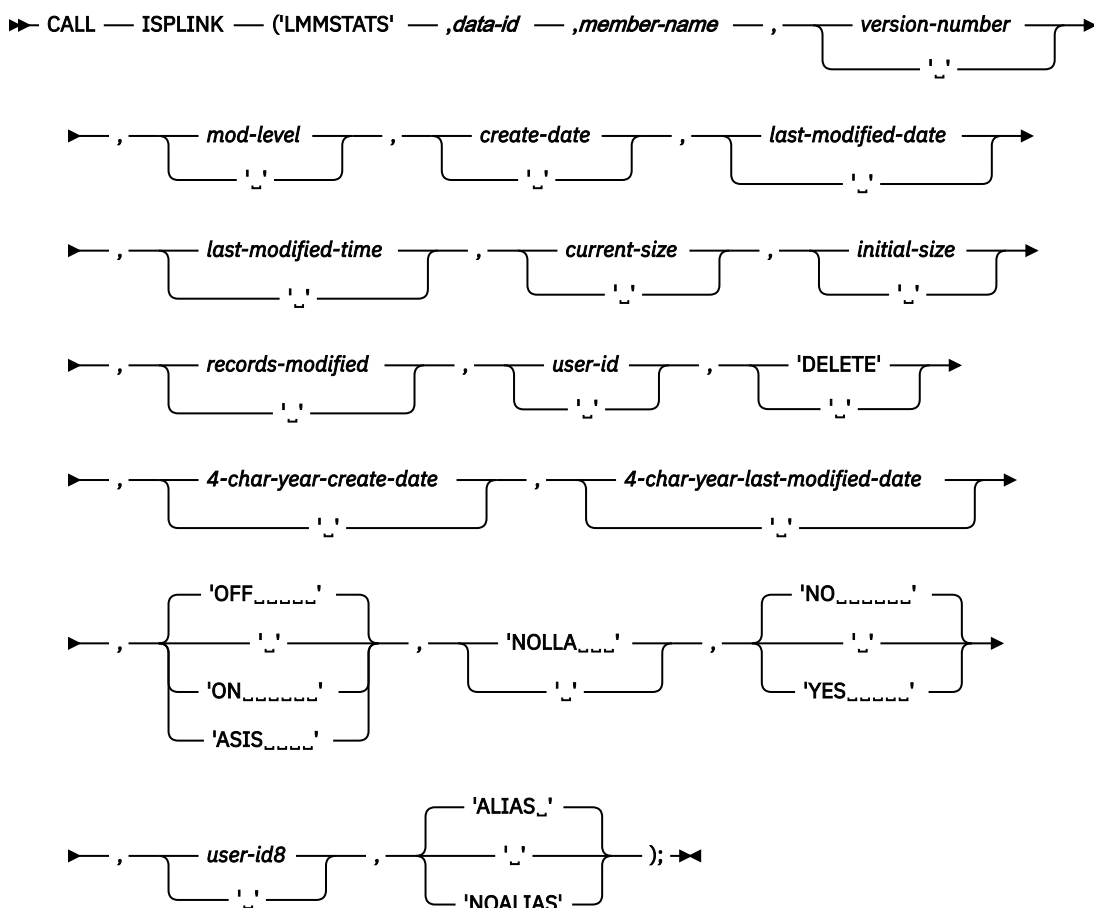 CALL ISPLINK ('LMMSTATS' ,data-id ,member-name , version-number
'␣'
, mod-level , create-date , last-modified-date
'␣' '␣' '␣'
, last-modified-time , current-size , initial-size
'␣' '␣' '␣'
, records-modified , user-id , 'DELETE'
'␣' '␣' '␣'
, 4-char-year-create-date , 4-char-year-last-modified-date
'␣' '␣'
'OFF␣␣␣␣␣' 'NO␣␣␣␣␣␣'
, '␣' , 'NOLLA␣␣␣' , '␣'
'ON␣␣␣␣␣␣' '␣' 'YES␣␣␣␣␣'
'ASIS␣␣␣␣'
'ALIAS␣'
, user-id8 , '␣' );
'␣' 'NOALIAS'